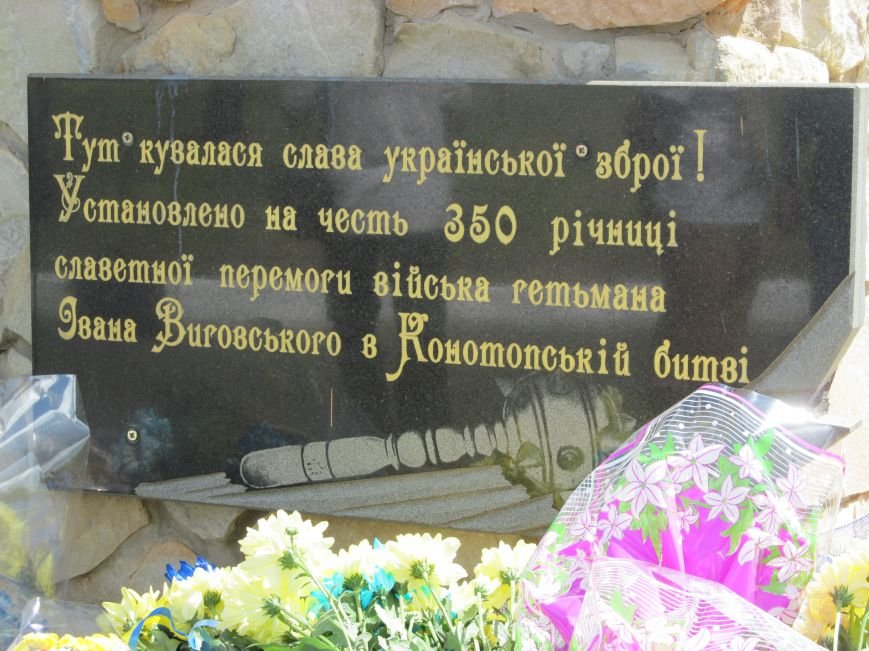 Тут кувалася слава української зброї!
Установлено на честь 350 річниці
славетної перемоги війська гетьмана
Івана Виговського в Конотопській битві